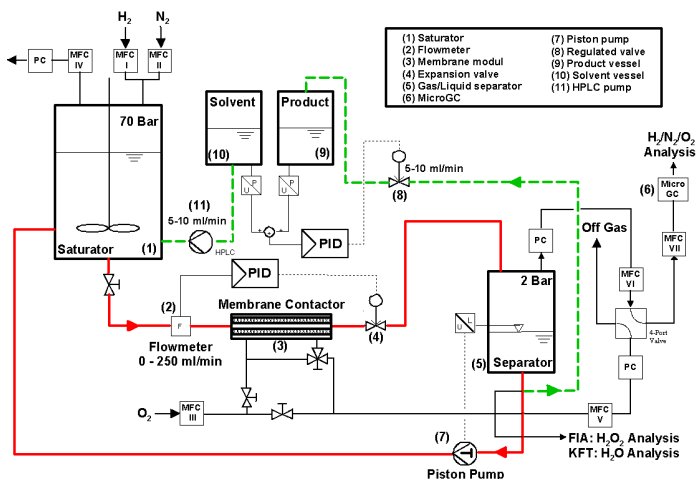 H2 N2
PC
MFC
IV
MFC
I
MFC
II
(1) Saturator
(2) Flowmeter
(3) Membrane modul
(4) Expansion valve
(5) Gas/Liquid separator
(6) MicroGC
(7) Piston pump
(8) Regulated valve
(9) Product vessel
(10) Solvent vessel
(11) HPLC pump
70 Bar
Saturator (1)
Solvent
(10)
Product
(9)
U P
U P
+ -
(11)
5-10 ml/min
HPLC
PID
5-10 ml/min
(8)
H2/N2/O2
Analysis
(6)
Micro
GC
MFC
VII
Off Gas
PC
MFC
VI
4-Port
Valve
PC
MFC
V
PID
(2)
F
Flowmeter
0 - 250 ml/min
Membrane Contactor
(3)
(4)
2 Bar
U L
(5) Separator
O2
MFC
III
(7)
Piston Pump
FIA: H2O2 Analysis
KFT: H2O Analysis